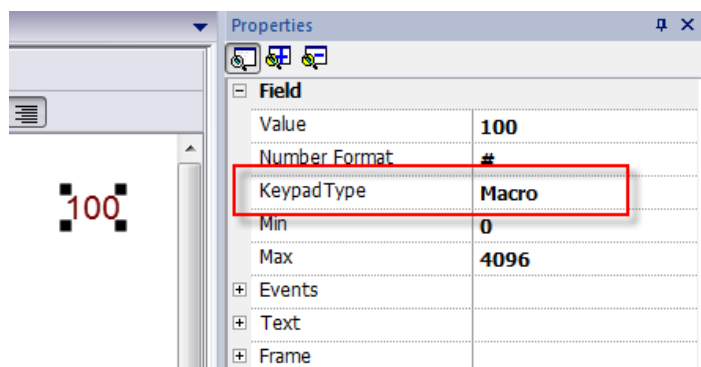 Properties
Field
Value 100
Number Format #
KeypadType Macro
100
Min 0
Max 4096
Events
Text
Frame